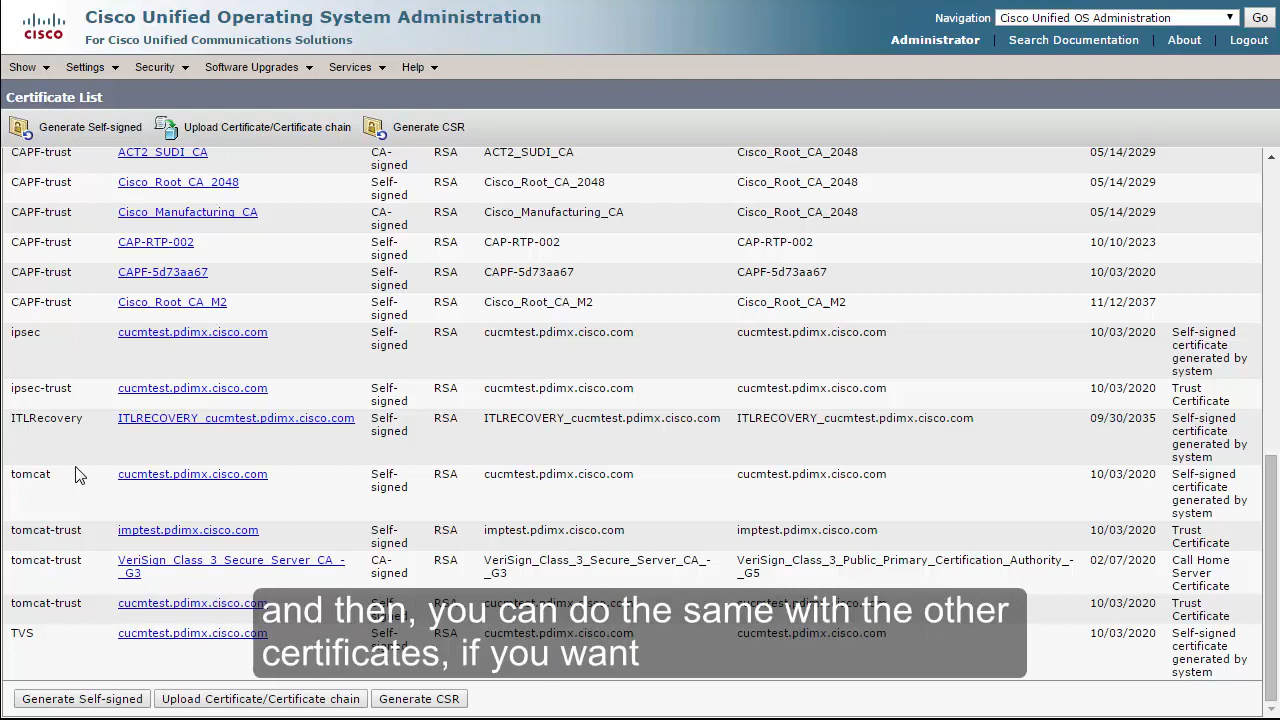 Cisco Unified Operating System Administration
For Cisco Unified Communications Solutions
CISCO
Navigation Cisco Unified OS Administration Go
Administrator | Search Documentation | About | Logout
Show Settings Security Software Upgrades Services Help
Certificate List
Generate Self-signed Upload Certificate/Certificate chain Generate CSR
CAPF-trust ACT2_SUDI_CA CA- RSA ACT2_SUDI_CA Cisco_Root_CA_2048 05/14/2029
signed
CAPF-trust Cisco_Root_CA_2048 Self- RSA Cisco_Root_CA_2048 Cisco_Root_CA_2048 05/14/2029
signed
CAPF-trust Cisco_Manufacturing_CA CA- RSA Cisco_Manufacturing_CA Cisco_Root_CA_2048 05/14/2029
signed
CAPF-trust CAP-RTP-002 Self- RSA CAP-RTP-002 CAP-RTP-002 10/10/2023
signed
CAPF-trust CAPF-5d73aa67 Self- RSA CAPF-5d73aa67 CAPF-5d73aa67 10/03/2020
signed
CAPF-trust Cisco_Root_CA_M2 Self- RSA Cisco_Root_CA_M2 Cisco_Root_CA_M2 11/12/2037
signed
ipsec cucmtest.pdimx.cisco.com Self- RSA cucmtest.pdimx.cisco.com cucmtest.pdimx.cisco.com 10/03/2020 Self-signed
signed certificate
generated by
system
ipsec-trust cucmtest.pdimx.cisco.com Self- RSA cucmtest.pdimx.cisco.com cucmtest.pdimx.cisco.com 10/03/2020 Trust
signed Certificate
ITLRecovery ITLRECOVERY_cucmtest.pdimx.cisco.com Self- RSA ITLRECOVERY_cucmtest.pdimx.cisco.com ITLRECOVERY_cucmtest.pdimx.cisco.com 09/30/2035 Self-signed
signed certificate
generated by
system
tomcat cucmtest.pdimx.cisco.com Self- RSA cucmtest.pdimx.cisco.com cucmtest.pdimx.cisco.com 10/03/2020 Self-signed
signed certificate
generated by
system
tomcat-trust imptest.pdimx.cisco.com Self- RSA imptest.pdimx.cisco.com imptest.pdimx.cisco.com 10/03/2020 Trust
signed Certificate
tomcat-trust VeriSign_Class_3_Secure_Server_CA_- CA- RSA VeriSign_Class_3_Secure_Server_CA_- VeriSign_Class_3_Public_Primary_Certification_Authority_- 02/07/2020 Call Home
_G3 signed _G3 _G5 Server
Certificate
tomcat-trust cucmtest.pdimx.cisco.com 10/03/2020 Trust
Certificate
TVS cucmtest.pdimx.cisco.com 10/03/2020 Self-signed
certificate
generated by
system
and then, you can do the same with the other
certificates, if you want
Generate Self-signed Upload Certificate/Certificate chain Generate CSR